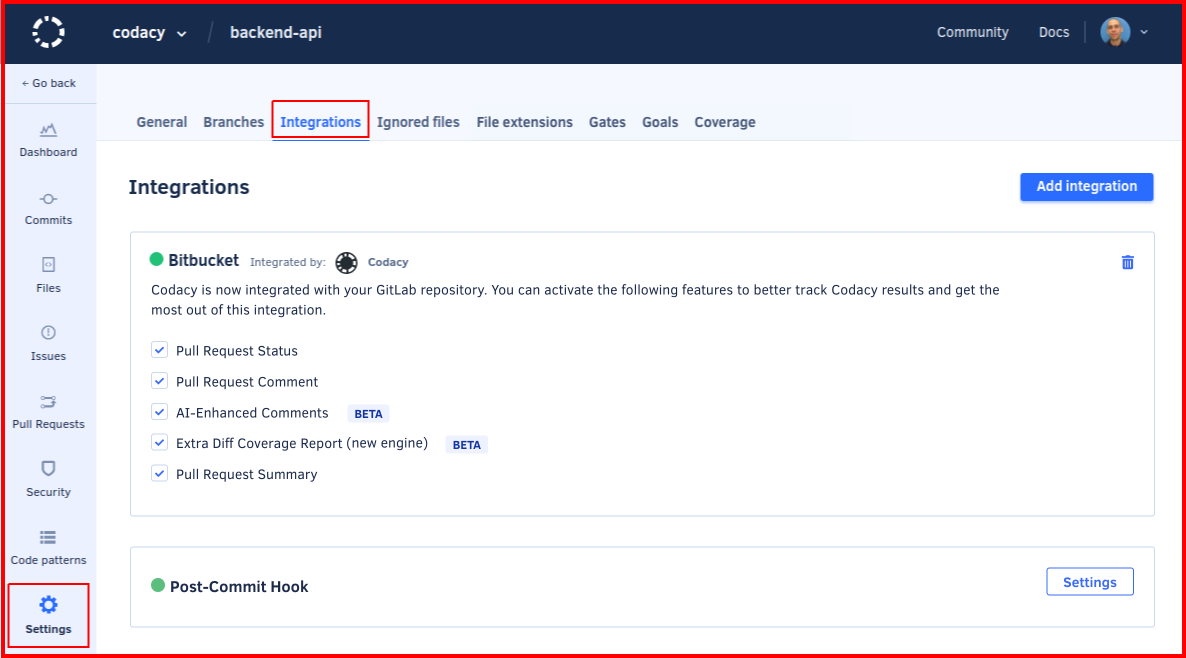 codacy / backend-api
Community Docs
← Go back
Dashboard
Commits
Files
Issues
Pull Requests
Security
Code patterns
Settings
General Branches Integrations Ignored files File extensions Gates Goals Coverage
Integrations
Add integration
Bitbucket Integrated by: Codacy
Codacy is now integrated with your GitLab repository. You can activate the following features to better track Codacy results and get the
most out of this integration.
Pull Request Status
Pull Request Comment
AI-Enhanced Comments BETA
Extra Diff Coverage Report (new engine) BETA
Pull Request Summary
Post-Commit Hook
Settings